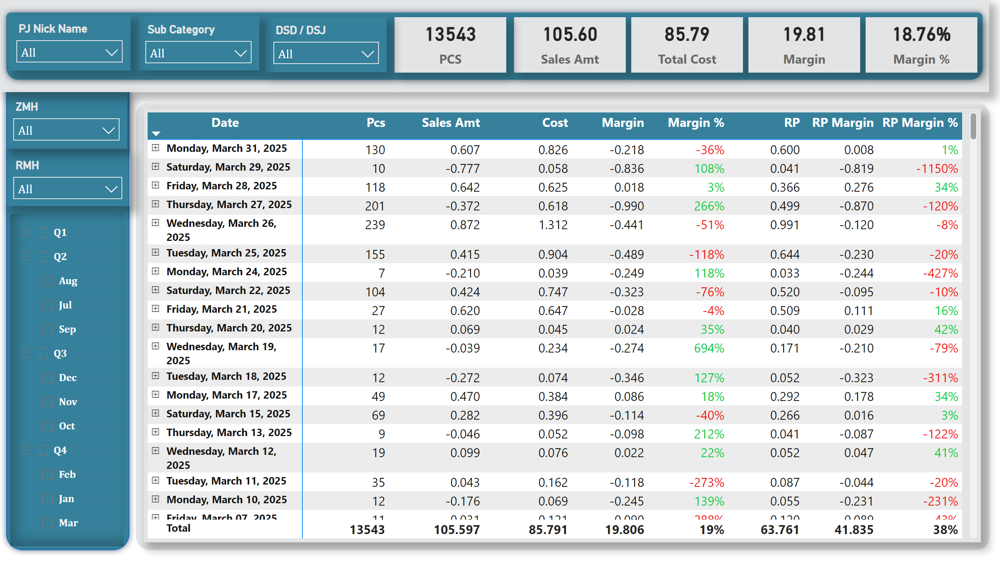 PJ Nick Name
All
Sub Category
All
DSD / DSJ
All
13543
PCS
105.60
Sales Amt
85.79
Total Cost
19.81
Margin
18.76%
Margin %
ZMH
All
RMH
All
Q1
Q2
Aug
Jul
Sep
Q3
Dec
Nov
Oct
Q4
Feb
Jan
Mar
Date Pcs Sales Amt Cost Margin Margin % RP RP Margin RP Margin %
Monday, March 31, 2025 130 0.607 0.826 -0.218 -36% 0.600 0.008 1%
Saturday, March 29, 2025 10 -0.777 0.058 -0.836 108% 0.041 -0.819 -1150%
Friday, March 28, 2025 118 0.642 0.625 0.018 3% 0.366 0.276 34%
Thursday, March 27, 2025 201 -0.372 0.618 -0.990 266% 0.499 -0.870 -120%
Wednesday, March 26, 239 0.872 1.312 -0.441 -51% 0.991 -0.120 -8%
2025
Tuesday, March 25, 2025 155 0.415 0.904 -0.489 -118% 0.644 -0.230 -20%
Monday, March 24, 2025 7 -0.210 0.039 -0.249 118% 0.033 -0.244 -427%
Saturday, March 22, 2025 104 0.424 0.747 -0.323 -76% 0.520 -0.095 -10%
Friday, March 21, 2025 27 0.620 0.647 -0.028 -4% 0.509 0.111 16%
Thursday, March 20, 2025 12 0.069 0.045 0.024 35% 0.040 0.029 42%
Wednesday, March 19, 17 -0.039 0.234 -0.274 694% 0.171 -0.210 -79%
2025
Tuesday, March 18, 2025 12 -0.272 0.074 -0.346 127% 0.052 -0.323 -311%
Monday, March 17, 2025 49 0.470 0.384 0.086 18% 0.292 0.178 34%
Saturday, March 15, 2025 69 0.282 0.396 -0.114 -40% 0.266 0.016 3%
Thursday, March 13, 2025 9 -0.046 0.052 -0.098 212% 0.041 -0.087 -122%
Wednesday, March 12, 19 0.099 0.076 0.022 22% 0.052 0.047 41%
2025
Tuesday, March 11, 2025 35 0.043 0.162 -0.118 -273% 0.087 -0.044 -20%
Monday, March 10, 2025 12 -0.176 0.069 -0.245 139% 0.055 -0.231 -231%
Friday, March 07, 2025
Total 13543 105.597 85.791 19.806 19% 63.761 41.835 38%